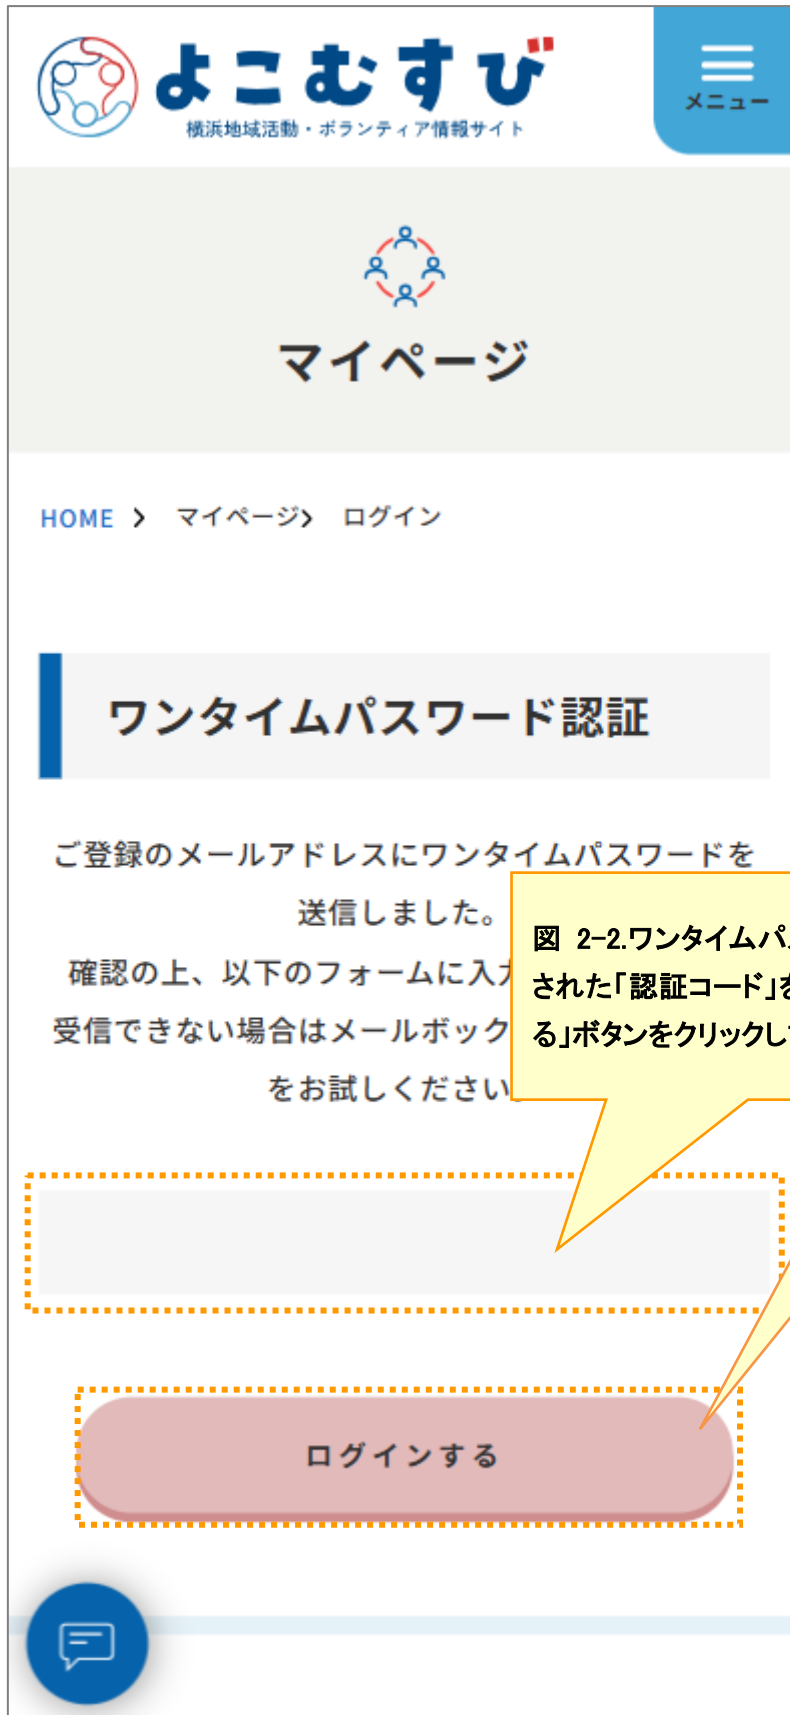 よこむすび
横浜地域活動・ボランティア情報サイト
メニュー
マイページ
HOME > マイページ> ログイン
ワンタイムパスワード認証
ご登録のメールアドレスにワンタイムパスワードを
送信しました。
確認の上、以下のフォームに入
受信できない場合はメールボック
をお試しください
図 2-2.ワンタイムパ
された「認証コード」を
る」ボタンをクリックし
ログインする